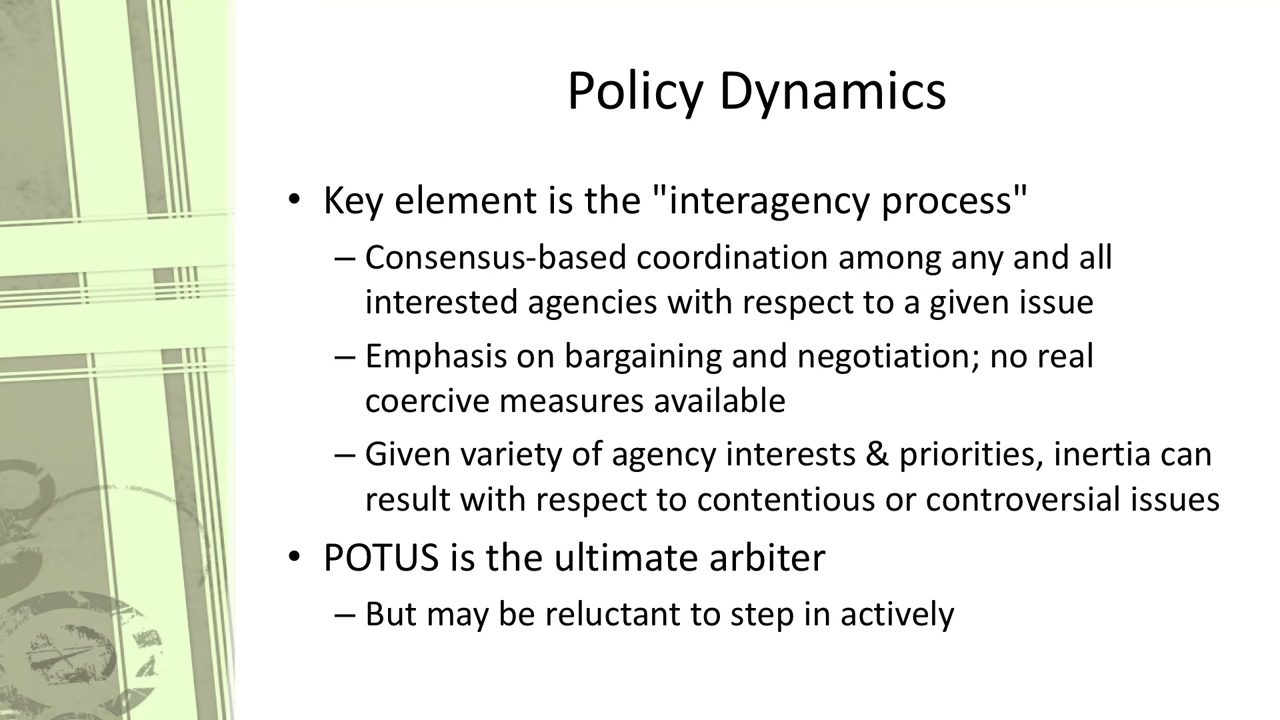 Policy Dynamics
• Key element is the "interagency process"
– Consensus-based coordination among any and all
interested agencies with respect to a given issue
– Emphasis on bargaining and negotiation; no real
coercive measures available
– Given variety of agency interests & priorities, inertia can
result with respect to contentious or controversial issues
• POTUS is the ultimate arbiter
– But may be reluctant to step in actively